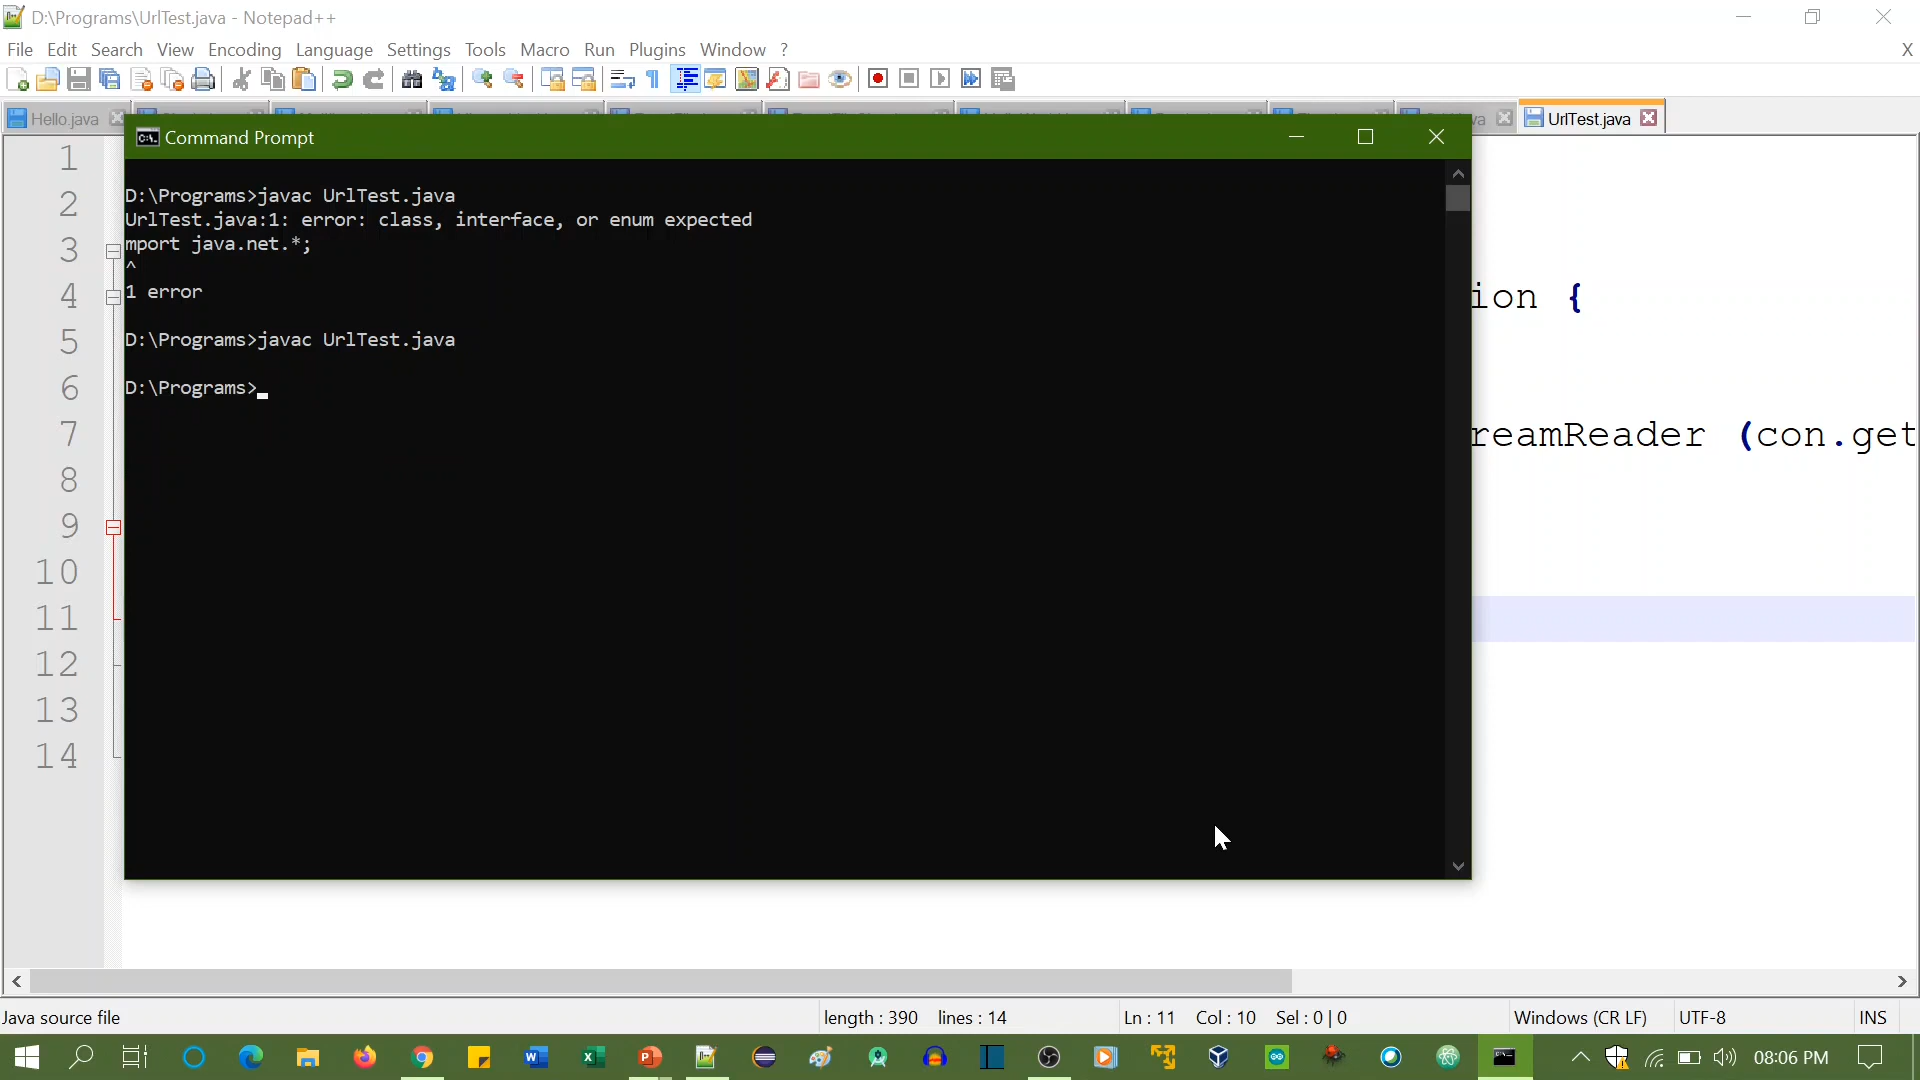 D:\Programs\UrlTest.java - Notepad++
File Edit Search View Encoding Language Settings Tools Macro Run Plugins Window ? X
Hello.java
UrlTest.java
Command Prompt
D:\Programs>javac UrlTest.java
UrlTest.java:1: error: class, interface, or enum expected
mport java.net.*;
^
1 error
D:\Programs>javac UrlTest.java
D:\Programs>
1
2
3
4
ion {
5
6
7
reamReader (con.get
8
9
10
11
12
13
14
Java source file length : 390 lines : 14 Ln : 11 Col : 10 Sel : 0 | 0 Windows (CR LF) UTF-8 INS
08:06 PM